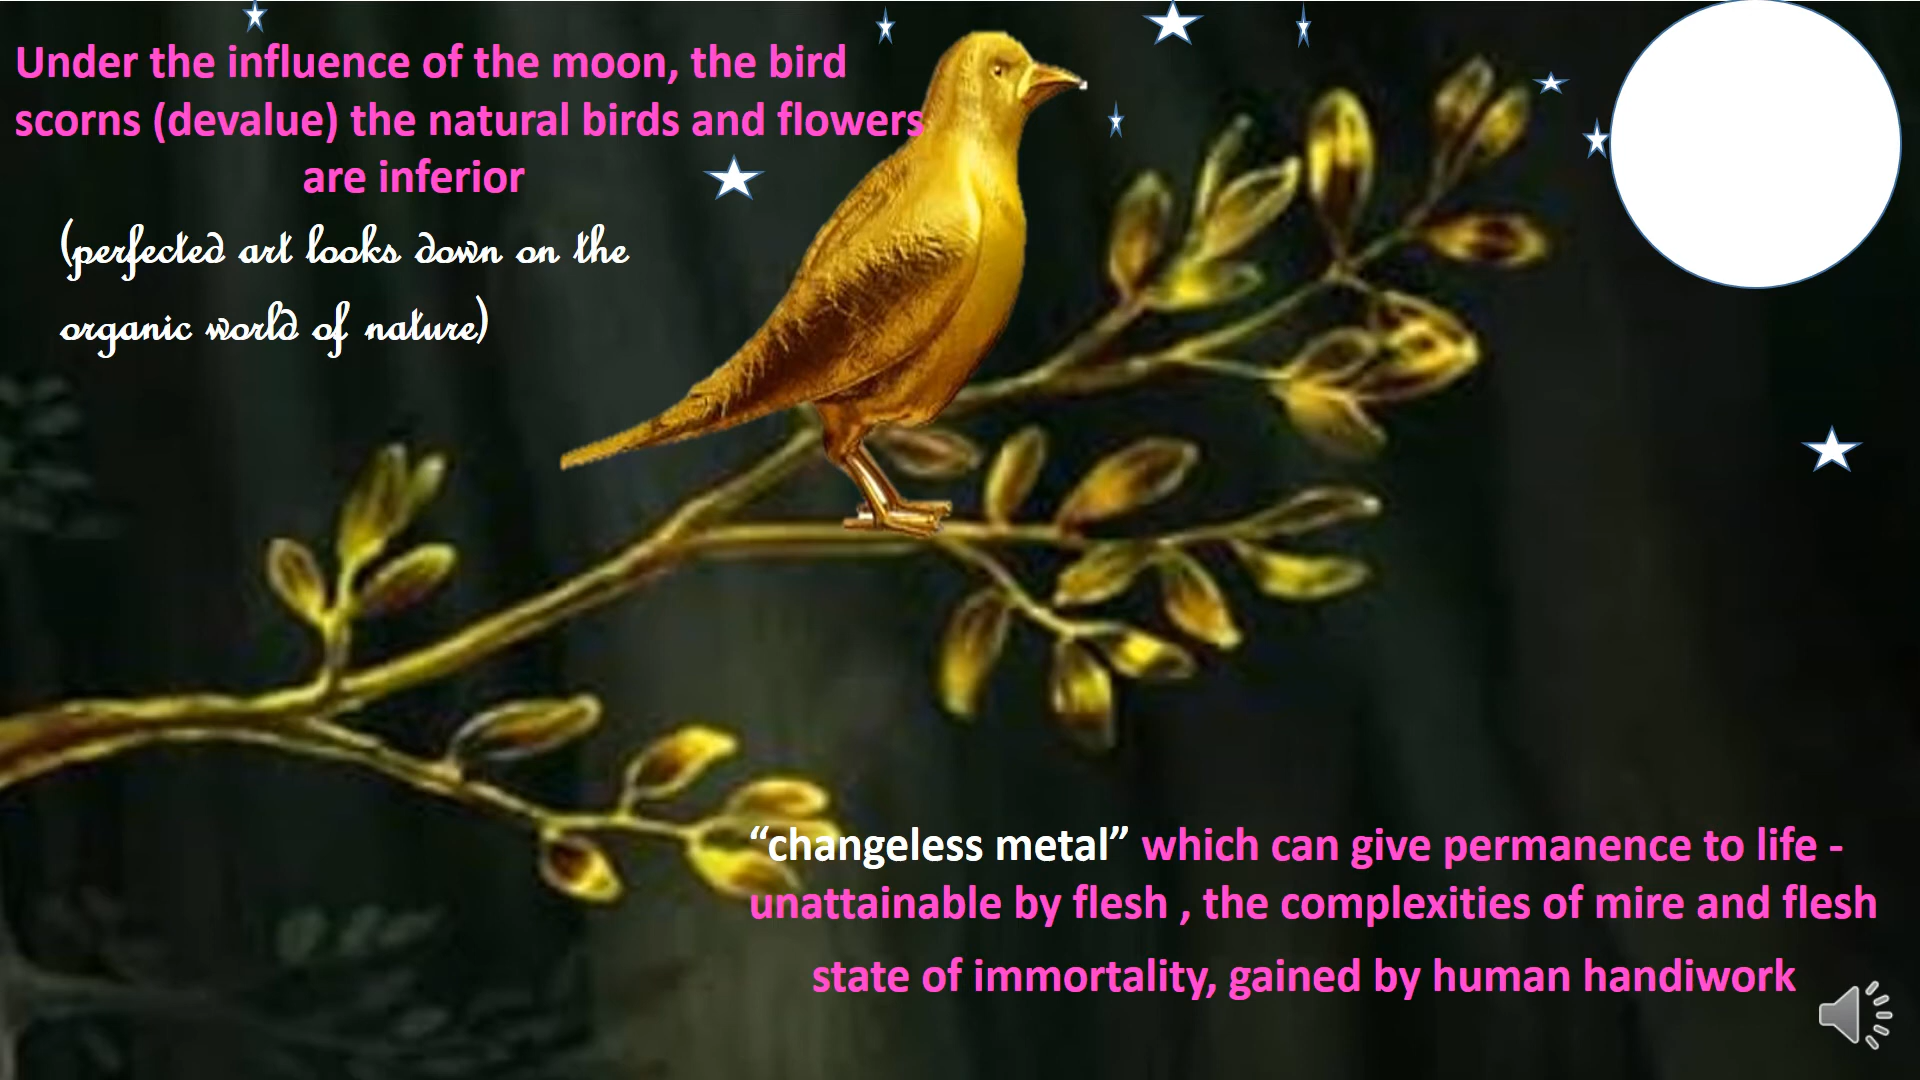 Under the influence of the moon, the bird
scorns (devalue) the natural birds and flowers
are inferior
(perfected art looks down on the
organic world of nature)
“changeless metal” which can give permanence to life -
unattainable by flesh , the complexities of mire and flesh
state of immortality, gained by human handiwork